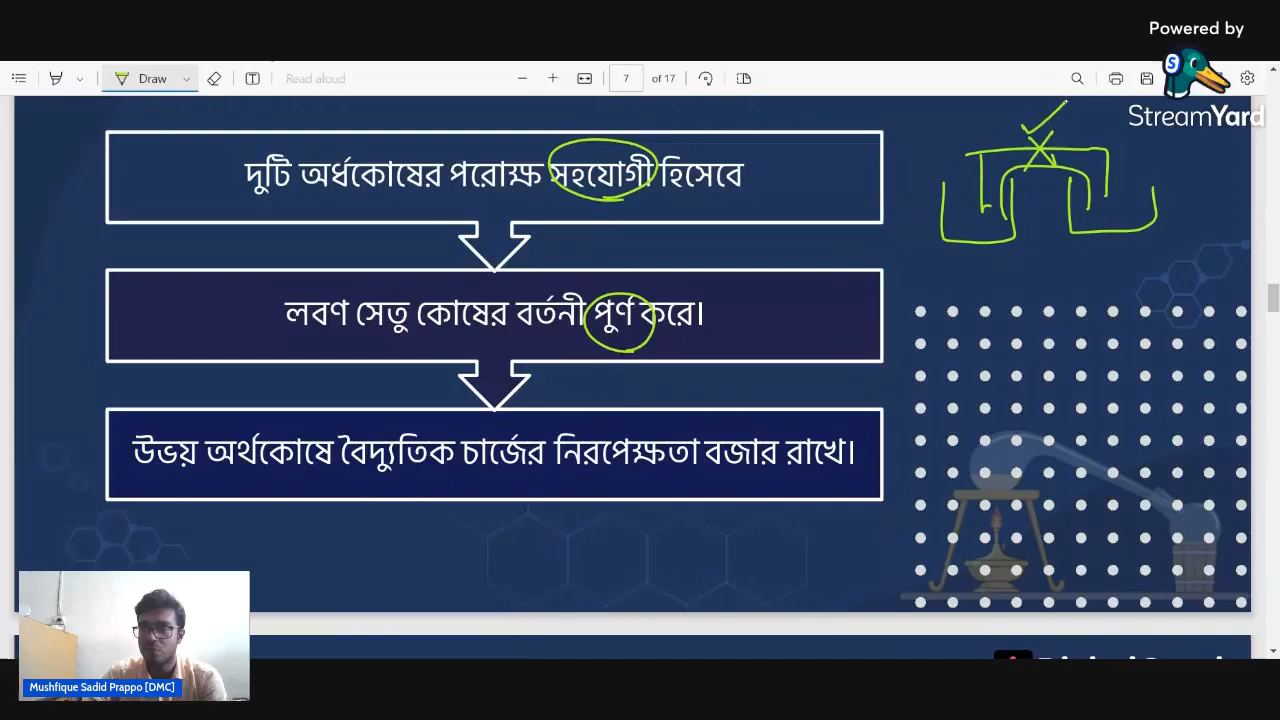 Powered by
Draw
Read aloud
7 of 17
StreamYard
দুটি অর্ধকোষের পরোক্ষ সহযোগী হিসেবে
লবণ সেতু কোষের বর্তনী পুর্ণ করে।
উভয় অর্থকোষে বৈদ্যুতিক চার্জের নিরপেক্ষতা বজার রাখে।
Mushfique Sadid Prappo [DMC]